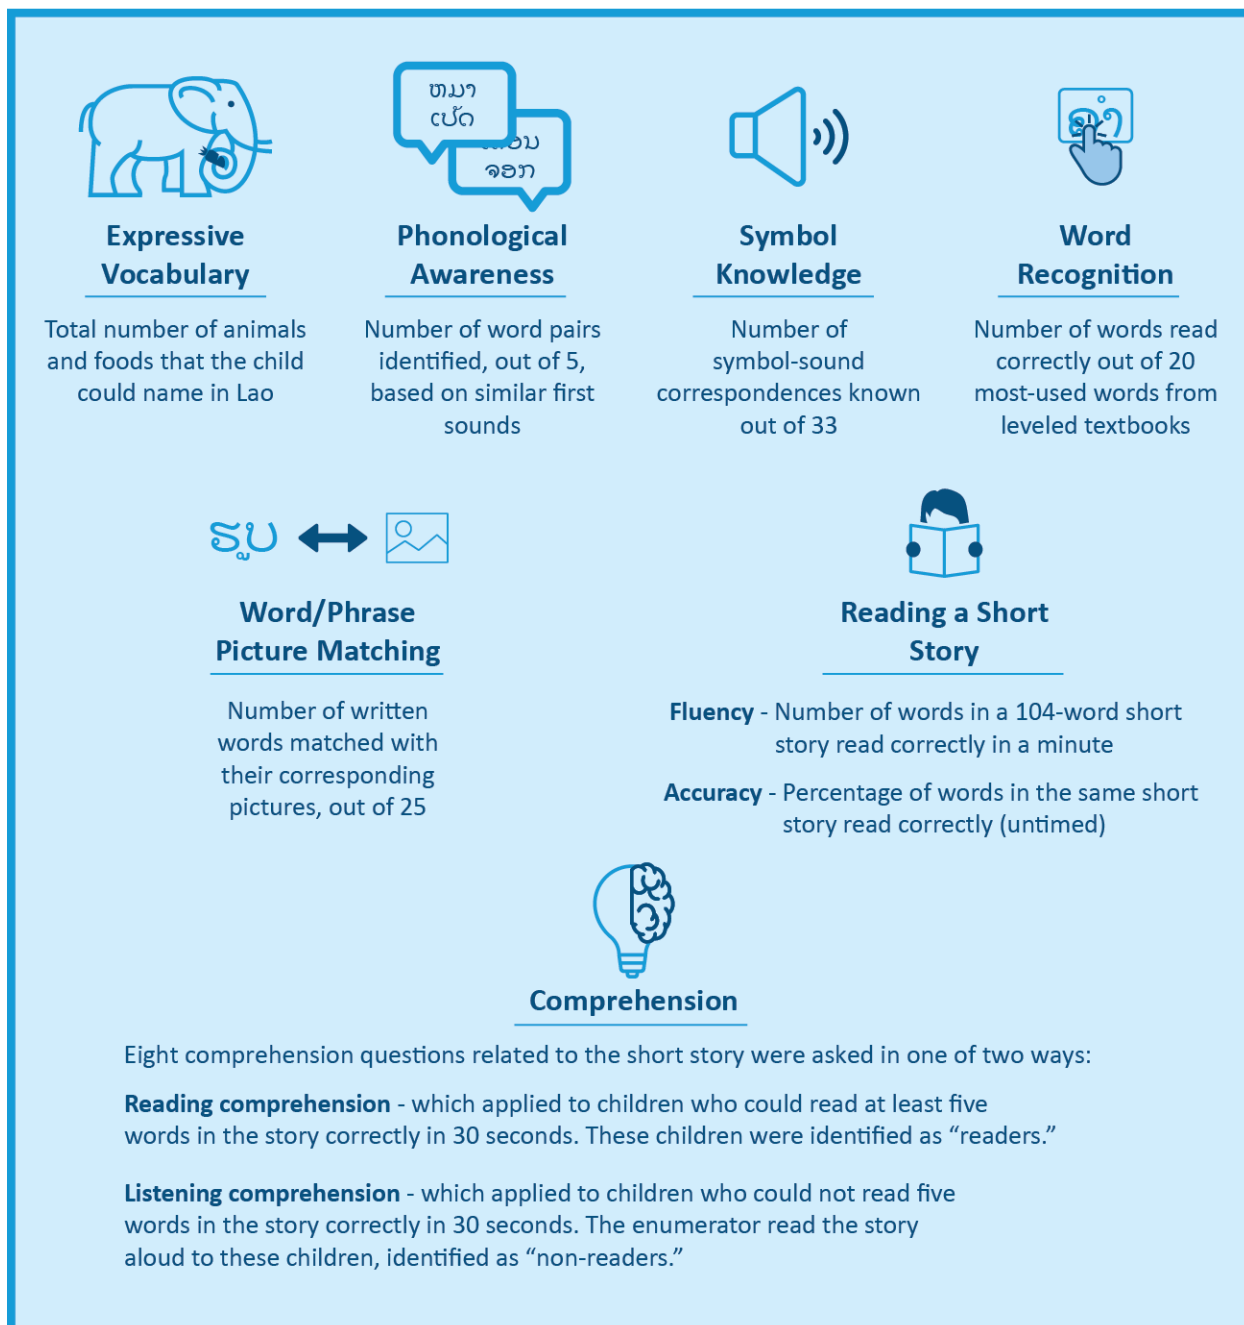 ຫມາ
ເປັດ
ຈອກ
ຮູບ
Expressive
Vocabulary
Total number of animals
and foods that the child
could name in Lao
Phonological
Awareness
Number of word pairs
identified, out of 5,
based on similar first
sounds
Symbol
Knowledge
Number of
symbol-sound
correspondences known
out of 33
Word
Recognition
Number of words read
correctly out of 20
most-used words from
leveled textbooks
Word/Phrase
Picture Matching
Number of written
words matched with
their corresponding
pictures, out of 25
Reading a Short
Story
Fluency - Number of words in a 104-word short
story read correctly in a minute
Accuracy - Percentage of words in the same short
story read correctly (untimed)
Comprehension
Eight comprehension questions related to the short story were asked in one of two ways:
Reading comprehension - which applied to children who could read at least five
words in the story correctly in 30 seconds. These children were identified as “readers.”
Listening comprehension - which applied to children who could not read five
words in the story correctly in 30 seconds. The enumerator read the story
aloud to these children, identified as “non-readers.”